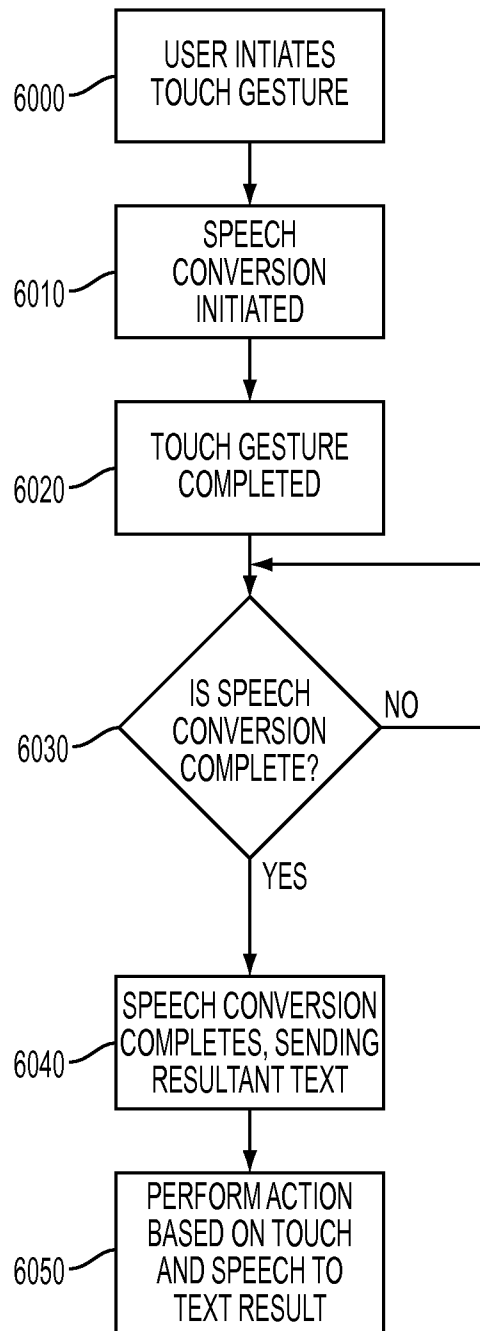 USER INTIATES
TOUCH GESTURE
6000
SPEECH
CONVERSION
INITIATED
6010
TOUCH GESTURE
COMPLETED
6020
IS SPEECH
CONVERSION
COMPLETE?
NO
6030
YES
SPEECH CONVERSION
COMPLETES, SENDING
RESULTANT TEXT
6040
PERFORM ACTION
BASED ON TOUCH
AND SPEECH TO
TEXT RESULT
6050